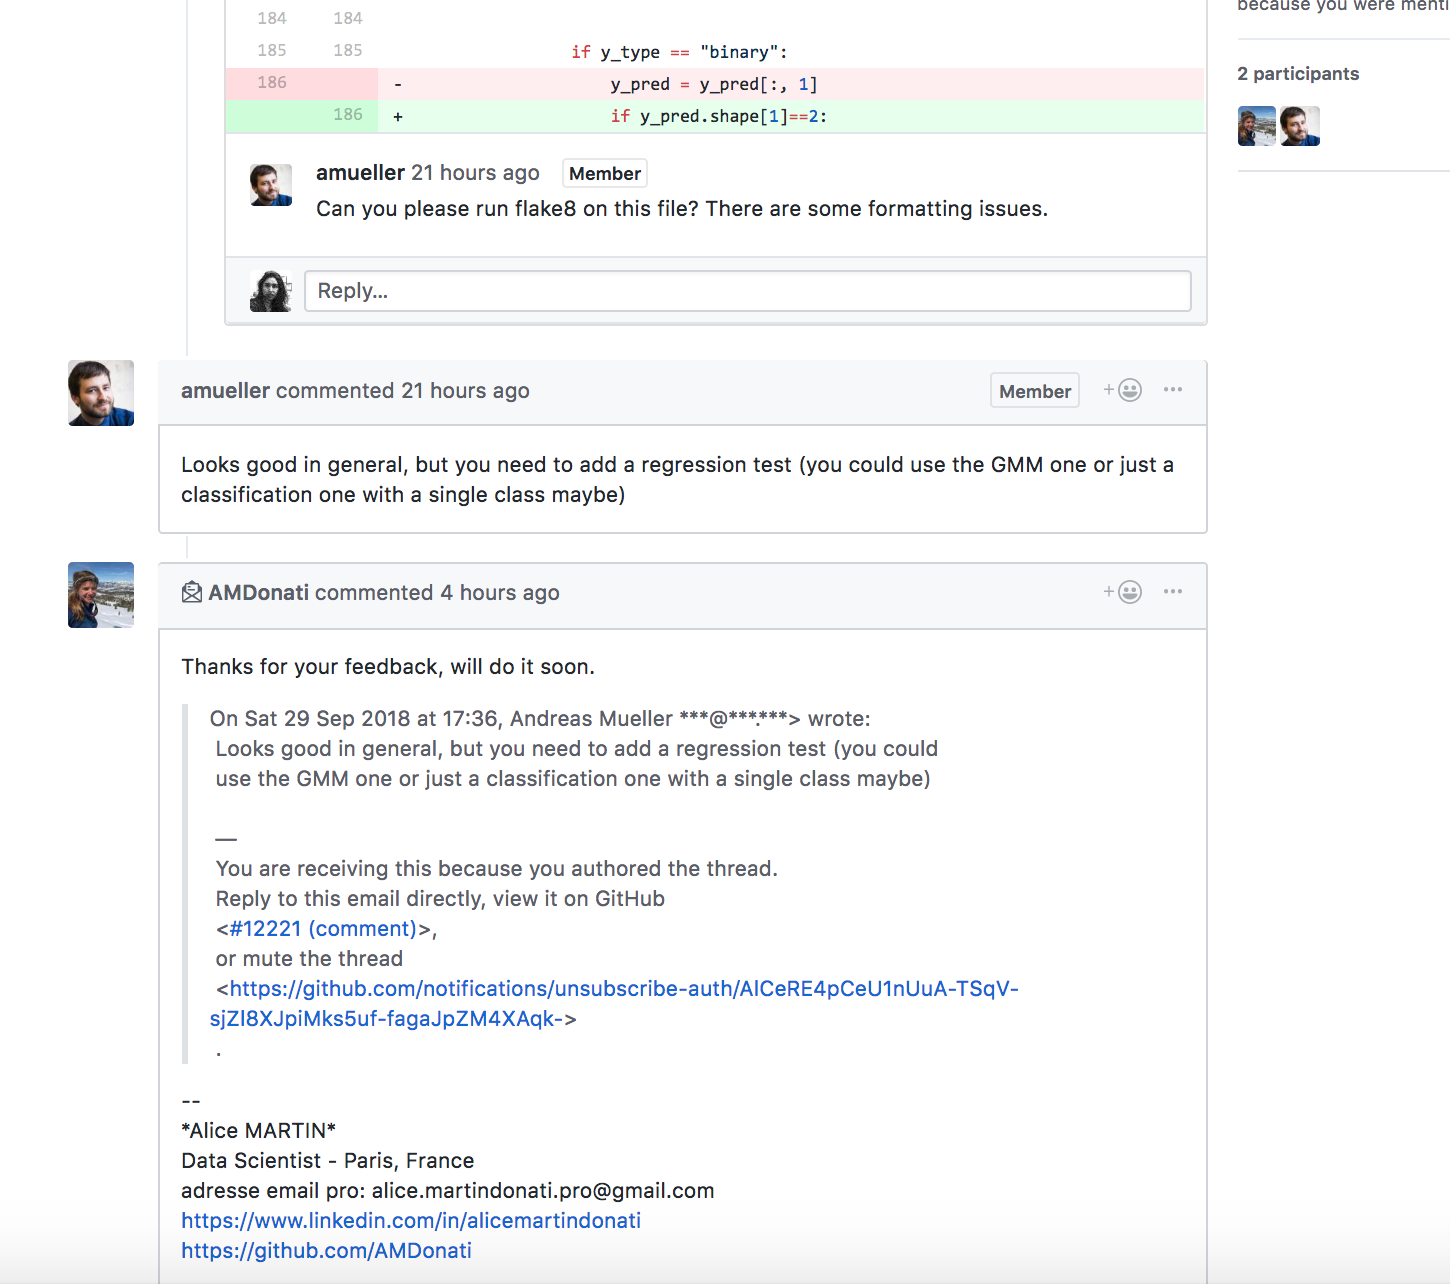 because you were menti
184 184
185 185 if y_type == "binary":
186 - y_pred = y_pred[:, 1]
186 + if y_pred.shape[1]==2:
2 participants
amueller 21 hours ago Member
Can you please run flake8 on this file? There are some formatting issues.
Reply...
amueller commented 21 hours ago Member
Looks good in general, but you need to add a regression test (you could use the GMM one or just a
classification one with a single class maybe)
AMDonati commented 4 hours ago
Thanks for your feedback, will do it soon.
On Sat 29 Sep 2018 at 17:36, Andreas Mueller ***@***.***> wrote:
Looks good in general, but you need to add a regression test (you could
use the GMM one or just a classification one with a single class maybe)
—
You are receiving this because you authored the thread.
Reply to this email directly, view it on GitHub
<#12221 (comment)>,
or mute the thread
<https://github.com/notifications/unsubscribe-auth/AlCeRE4pCeU1nUuA-TSqV-
sjZl8XJpiMks5uf-fagaJpZM4XAqk->
.
--
*Alice MARTIN*
Data Scientist - Paris, France
adresse email pro: alice.martindonati.pro@gmail.com
https://www.linkedin.com/in/alicemartindonati
https://github.com/AMDonati